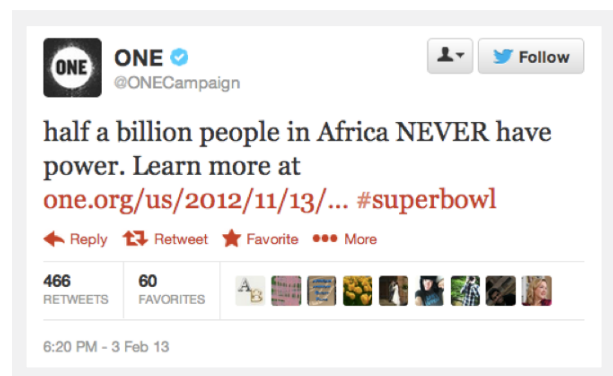 ONE
ONE
@ONECampaign
Follow
half a billion people in Africa NEVER have
power. Learn more at
one.org/us/2012/11/13/... #superbowl
Reply Retweet Favorite More
466 60
RETWEETS FAVORITES
A
B
6:20 PM - 3 Feb 13